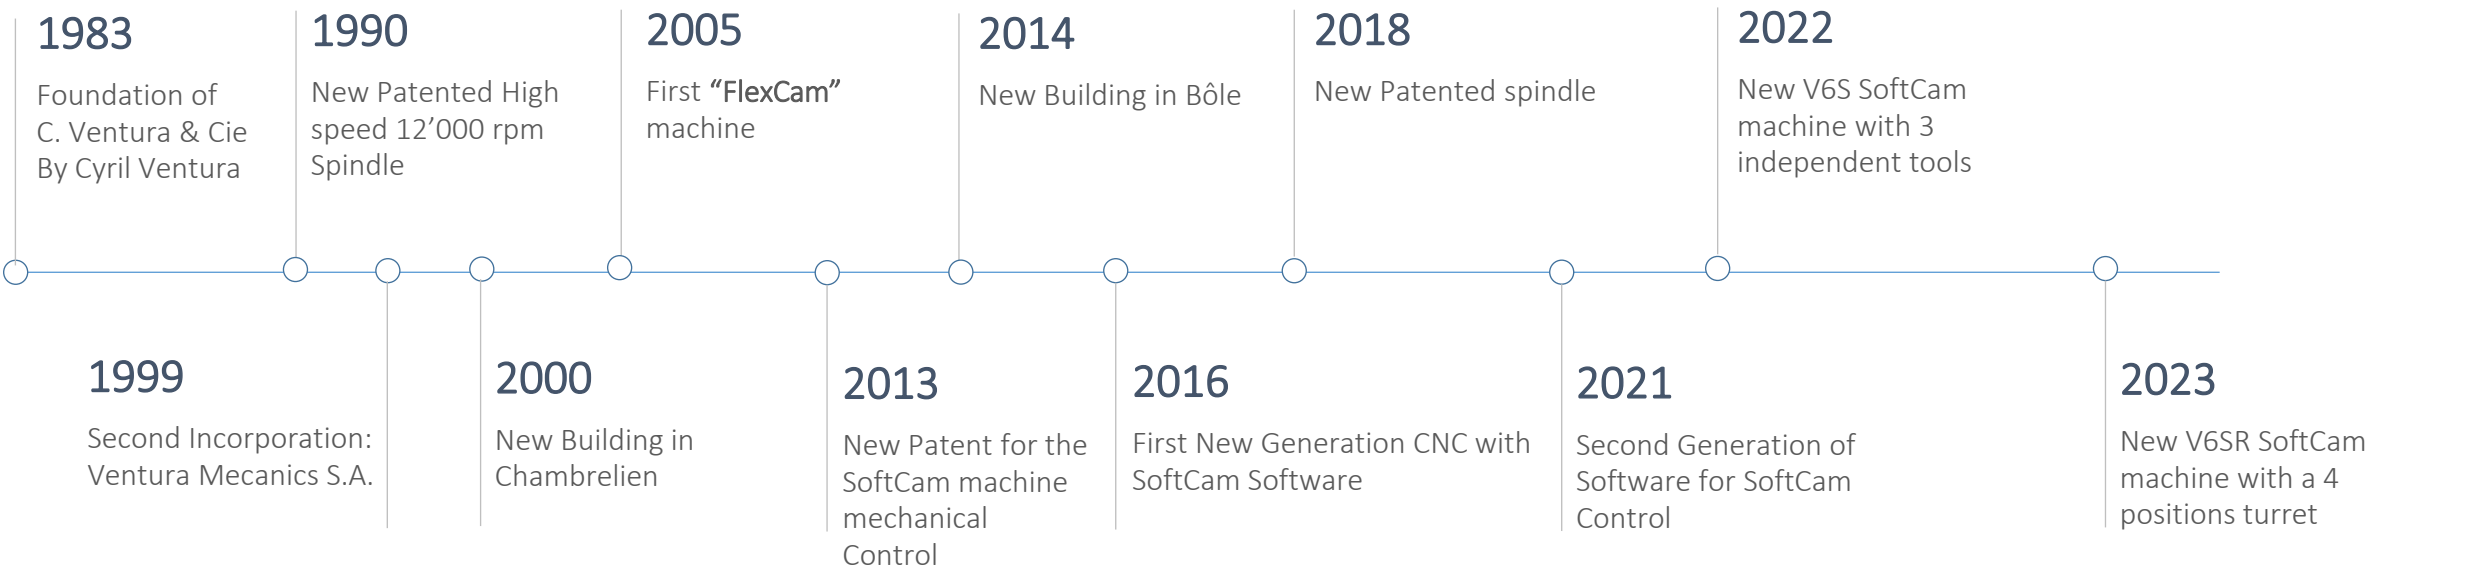 1983
Foundation of
C. Ventura & Cie
By Cyril Ventura
1990
New Patented High
speed 12’000 rpm
Spindle
2005
First “FlexCam”
machine
2014
New Building in Bôle
2018
New Patented spindle
2022
New V6S SoftCam
machine with 3
independent tools
1999
Second Incorporation:
Ventura Mecanics S.A.
2000
New Building in
Chambrelien
2013
New Patent for the
SoftCam machine
mechanical
Control
2016
First New Generation CNC with
SoftCam Software
2021
Second Generation of
Software for SoftCam
Control
2023
New V6SR SoftCam
machine with a 4
positions turret